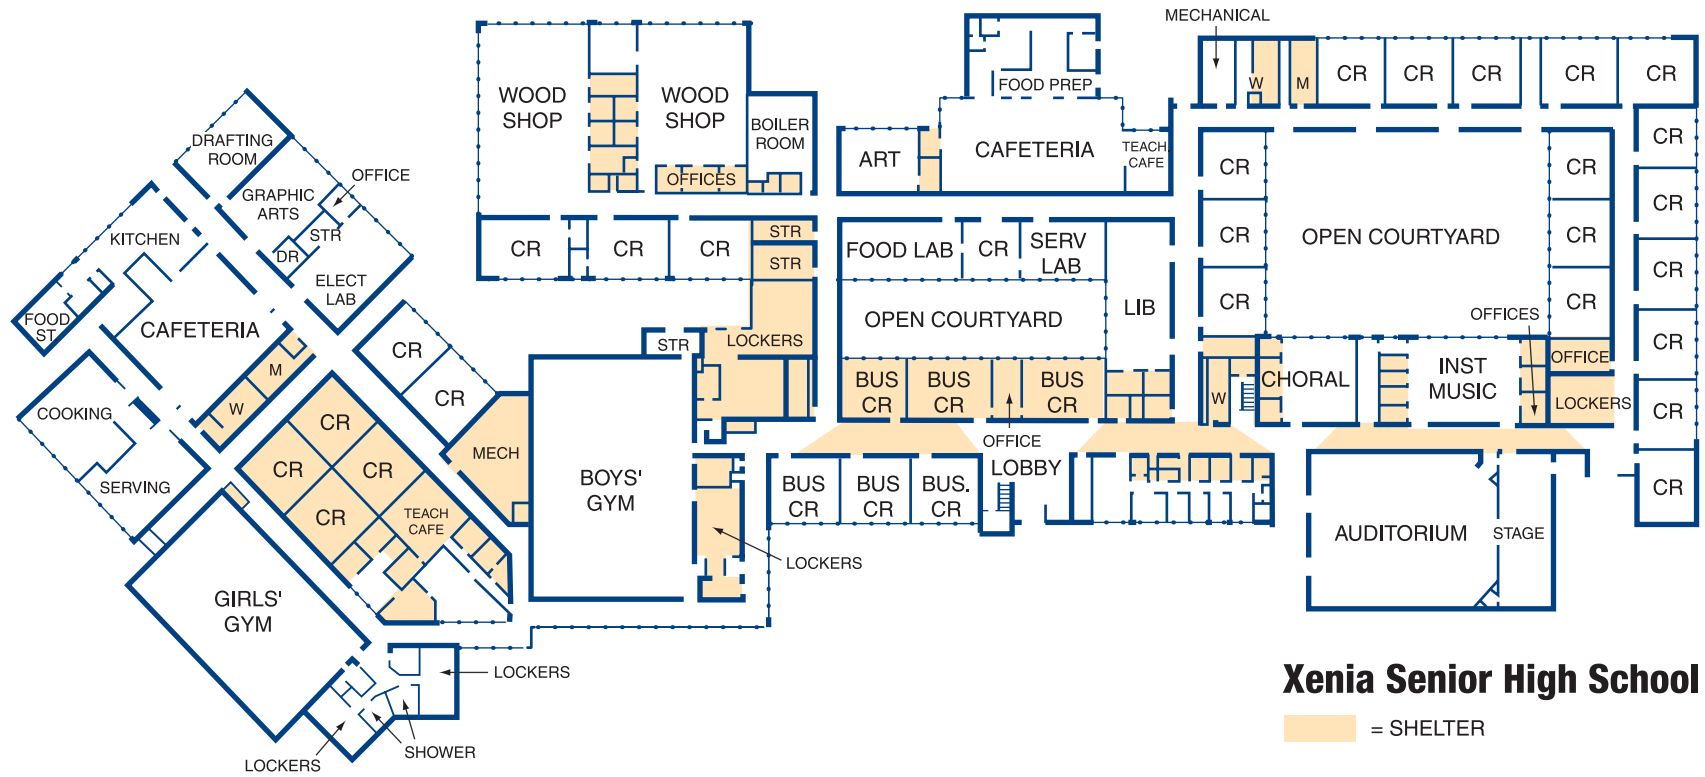 MECHANICAL
WOOD
SHOP
WOOD
SHOP
BOILER
ROOM
OFFICES
FOOD PREP
ART
CAFETERIA
TEACH.
CAFE
W
M
CR
CR
CR
CR
CR
DRAFTING
ROOM
OFFICE
GRAPHIC
ARTS
STR
DR
ELECT
LAB
KITCHEN
FOOD
ST.
CAFETERIA
M
W
COOKING
SERVING
CR
CR
CR
STR
STR
LOCKERS
STR
FOOD LAB
CR
SERV
LAB
LIB
OPEN COURTYARD
BUS
CR
BUS
CR
BUS
CR
OFFICE
LOBBY
BUS
CR
BUS
CR
BUS.
CR
CR
CR
CR
OPEN COURTYARD
CR
CR
CR
OFFICES
CR
CR
CR
CR
CR
CR
W
CHORAL
INST
MUSIC
OFFICE
LOCKERS
AUDITORIUM
STAGE
CR
CR
CR
CR
CR
CR
TEACH
CAFE
MECH
BOYS'
GYM
LOCKERS
GIRLS'
GYM
LOCKERS
SHOWER
LOCKERS
Xenia Senior High School
= SHELTER